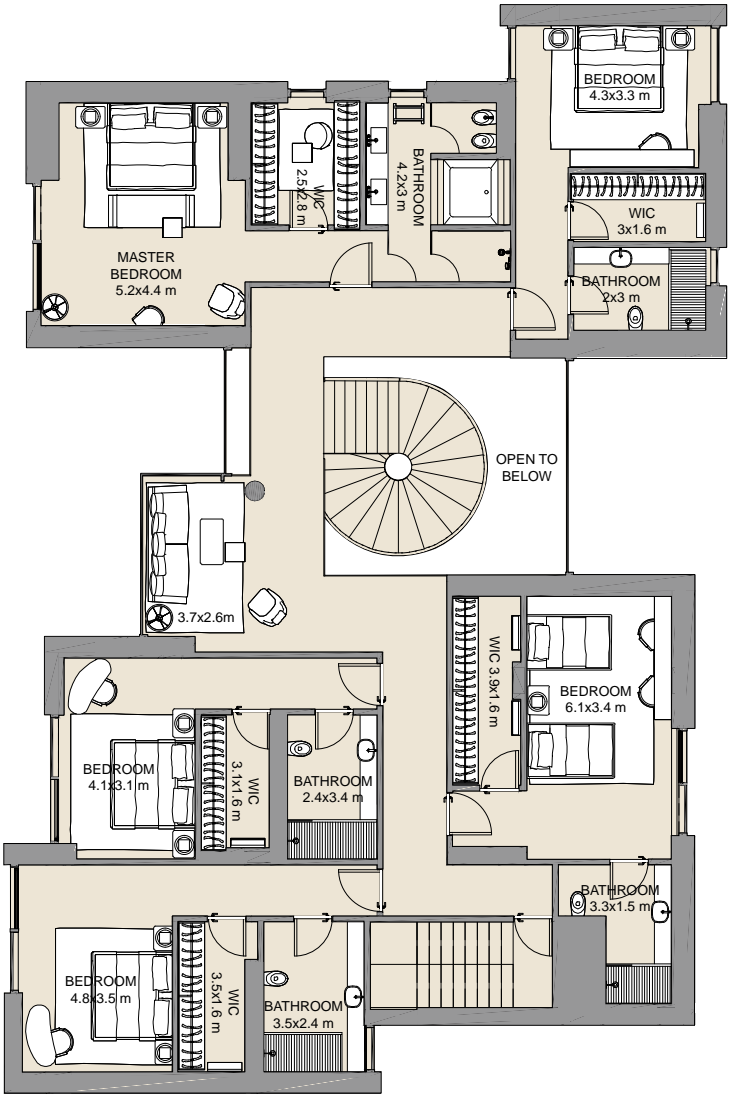 BEDROOM
4.3x3.3 m
WIC
2.5x2.8 m
BATHROOM
4.2x3 m
WIC
3x1.6 m
MASTER
BEDROOM
5.2x4.4 m
BATHROOM
2x3 m
OPEN TO
BELOW
3.7x2.6m
WIC 3.9x1.6 m
BEDROOM
6.1x3.4 m
BEDROOM
4.1x3.1 m
WIC
3.1x1.6 m
BATHROOM
2.4x3.4 m
BATHROOM
3.3x1.5 m
BEDROOM
4.8x3.5 m
WIC
3.5x1.6 m
BATHROOM
3.5x2.4 m